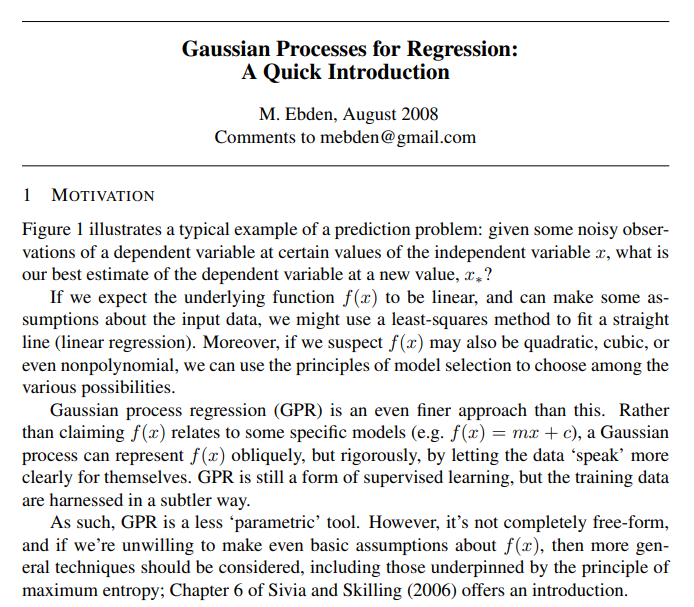 Gaussian Processes for Regression:
A Quick Introduction
M. Ebden, August 2008
Comments to mebden@gmail.com
1 MOTIVATION
Figure 1 illustrates a typical example of a prediction problem: given some noisy obser-
vations of a dependent variable at certain values of the independent variable x, what is
our best estimate of the dependent variable at a new value, x∗?
If we expect the underlying function f(x) to be linear, and can make some as-
sumptions about the input data, we might use a least-squares method to fit a straight
line (linear regression). Moreover, if we suspect f(x) may also be quadratic, cubic, or
even nonpolynomial, we can use the principles of model selection to choose among the
various possibilities.
Gaussian process regression (GPR) is an even finer approach than this. Rather
than claiming f(x) relates to some specific models (e.g. f(x) = mx + c), a Gaussian
process can represent f(x) obliquely, but rigorously, by letting the data ‘speak’ more
clearly for themselves. GPR is still a form of supervised learning, but the training data
are harnessed in a subtler way.
As such, GPR is a less ‘parametric’ tool. However, it’s not completely free-form,
and if we’re unwilling to make even basic assumptions about f(x), then more gen-
eral techniques should be considered, including those underpinned by the principle of
maximum entropy; Chapter 6 of Sivia and Skilling (2006) offers an introduction.